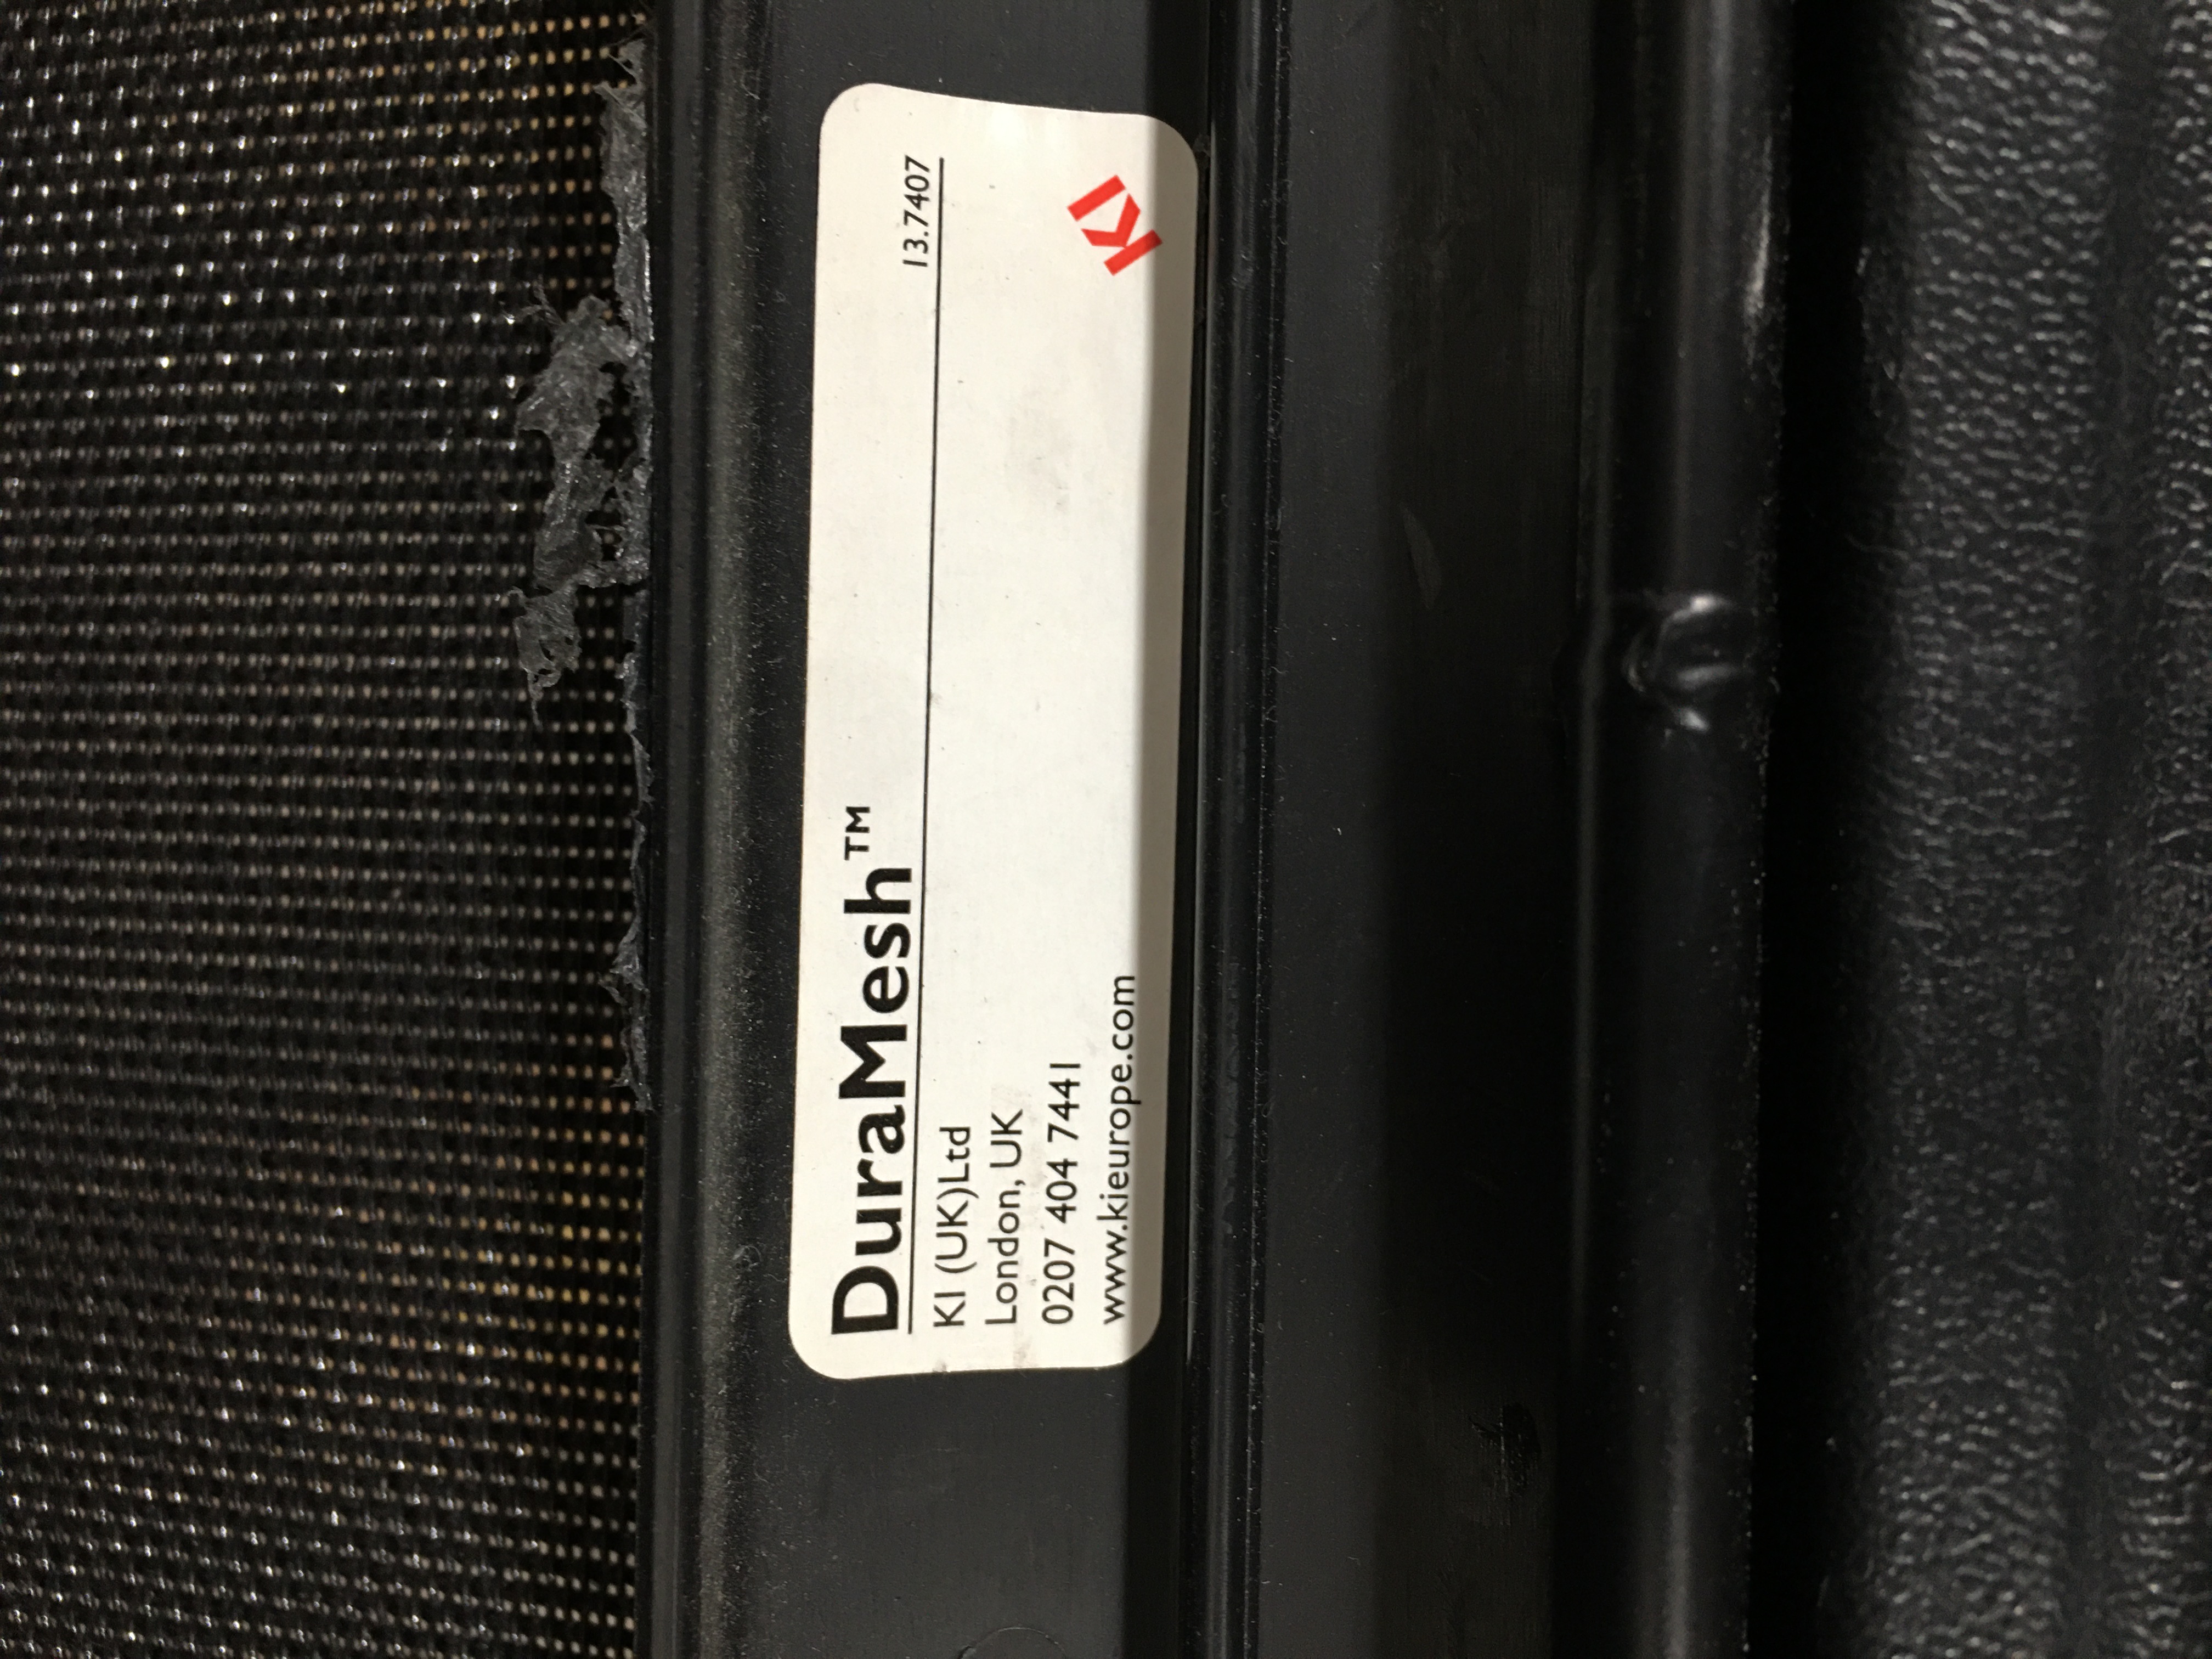 DuraMesh™ 13.7407
KI (UK)Ltd
London, UK
0207 404 7441
www.kieurope.com
KI